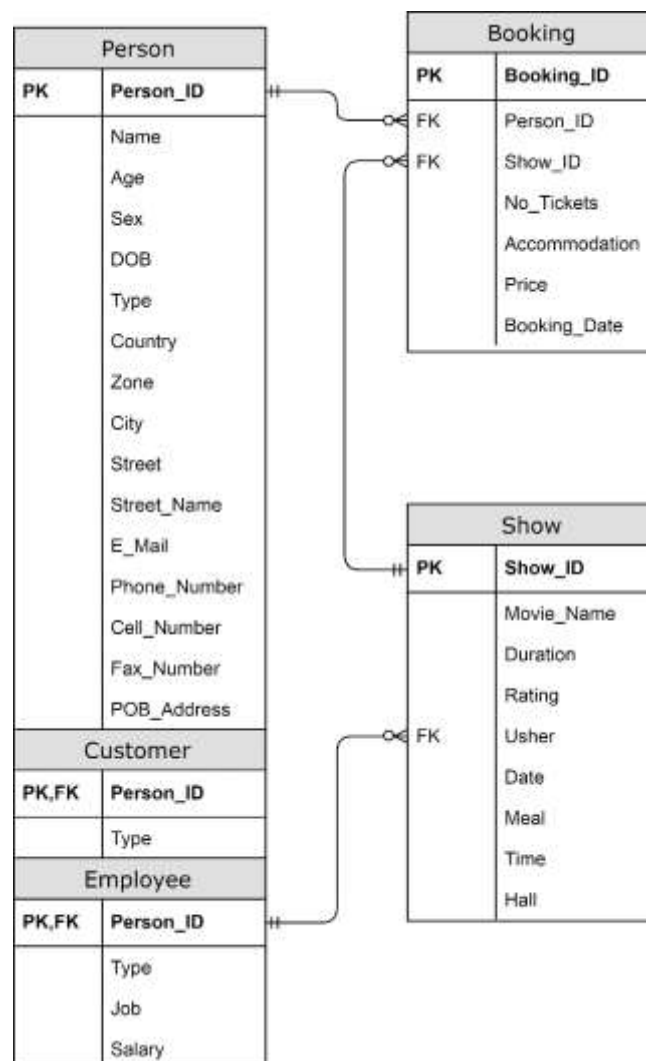 Person
PK Person_ID
Name
Age
Sex
DOB
Type
Country
Zone
City
Street
Street_Name
E_Mail
Phone_Number
Cell_Number
Fax_Number
POB_Address
Customer
PK,FK Person_ID
Type
Employee
PK,FK Person_ID
Type
Job
Salary
Booking
PK Booking_ID
FK Person_ID
FK Show_ID
No_Tickets
Accommodation
Price
Booking_Date
Show
PK Show_ID
Movie_Name
Duration
Rating
FK Usher
Date
Meal
Time
Hall